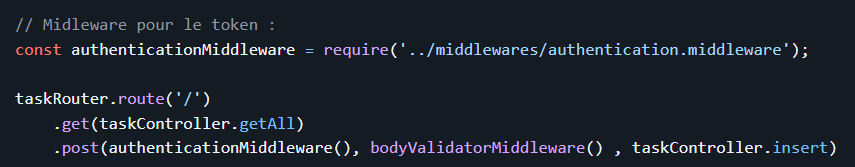 // Midleware pour le token :
const authenticationMiddleware = require('../middlewares/authentication.middleware');
taskRouter.route('/')
.get(taskController.getAll)
.post(authenticationMiddleware(), bodyValidatorMiddleware() , taskController.insert)